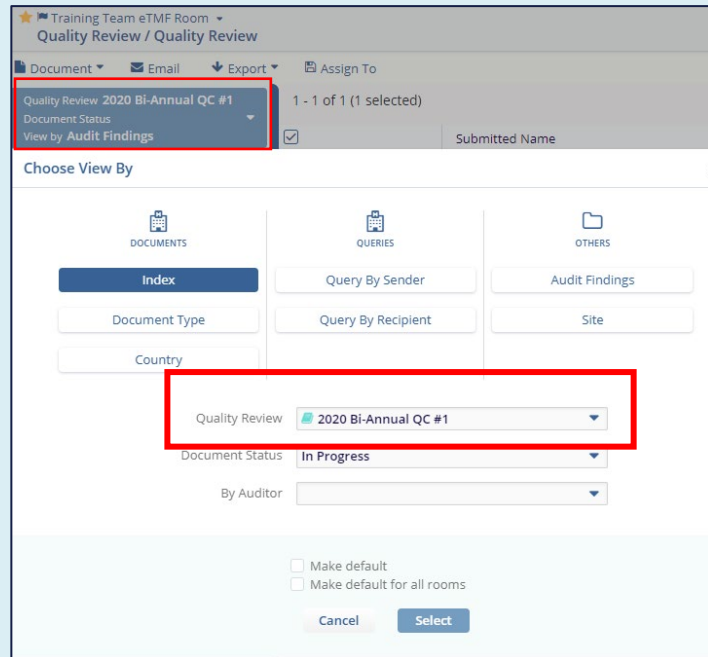 Training Team eTMF Room
Quality Review / Quality Review
Document Email Export Assign To
Quality Review 2020 Bi-Annual QC #1
Document Status
View by Audit Findings
1 - 1 of 1 (1 selected)
Submitted Name
Choose View By
DOCUMENTS QUERIES OTHERS
Index Query By Sender Audit Findings
Document Type Query By Recipient Site
Country
Quality Review 2020 Bi-Annual QC #1
Document Status In Progress
By Auditor
Make default
Make default for all rooms
Cancel Select